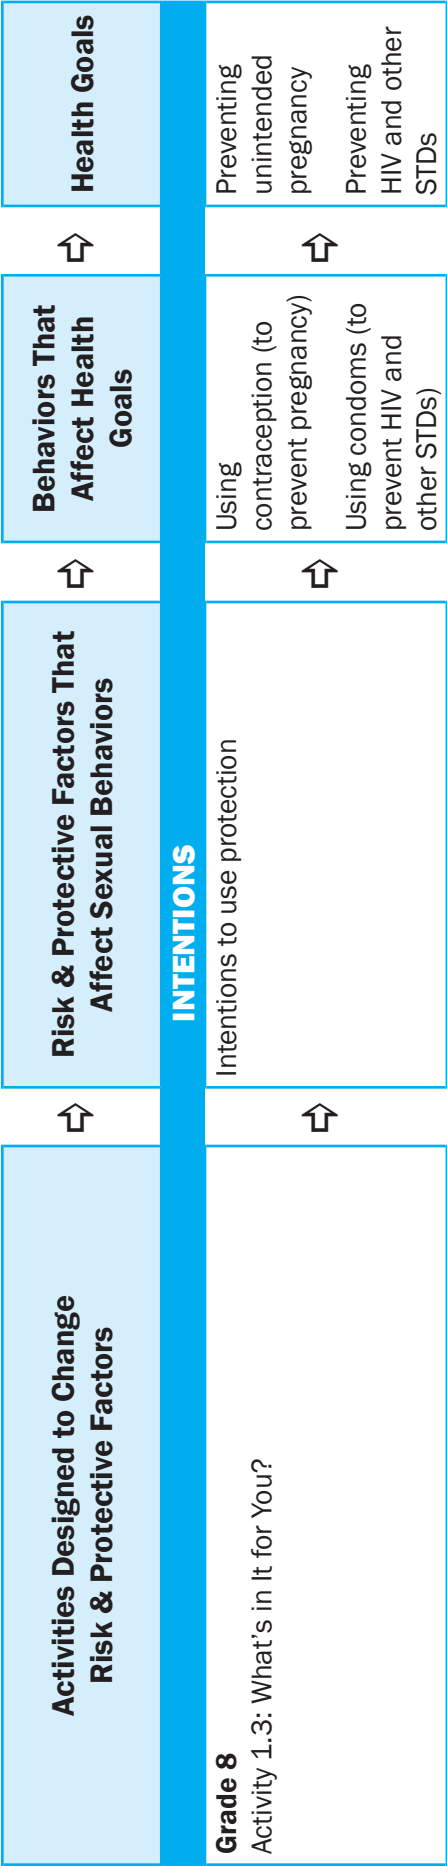 Activities Designed to Change
Risk & Protective Factors
Risk & Protective Factors That
Affect Sexual Behaviors
Behaviors That
Affect Health
Goals
Health Goals
INTENTIONS
Grade 8
Activity 1.3: What’s in It for You?
Intentions to use protection
Using
contraception (to
prevent pregnancy)
Using condoms (to
prevent HIV and
other STDs)
Preventing
unintended
pregnancy
Preventing
HIV and other
STDs